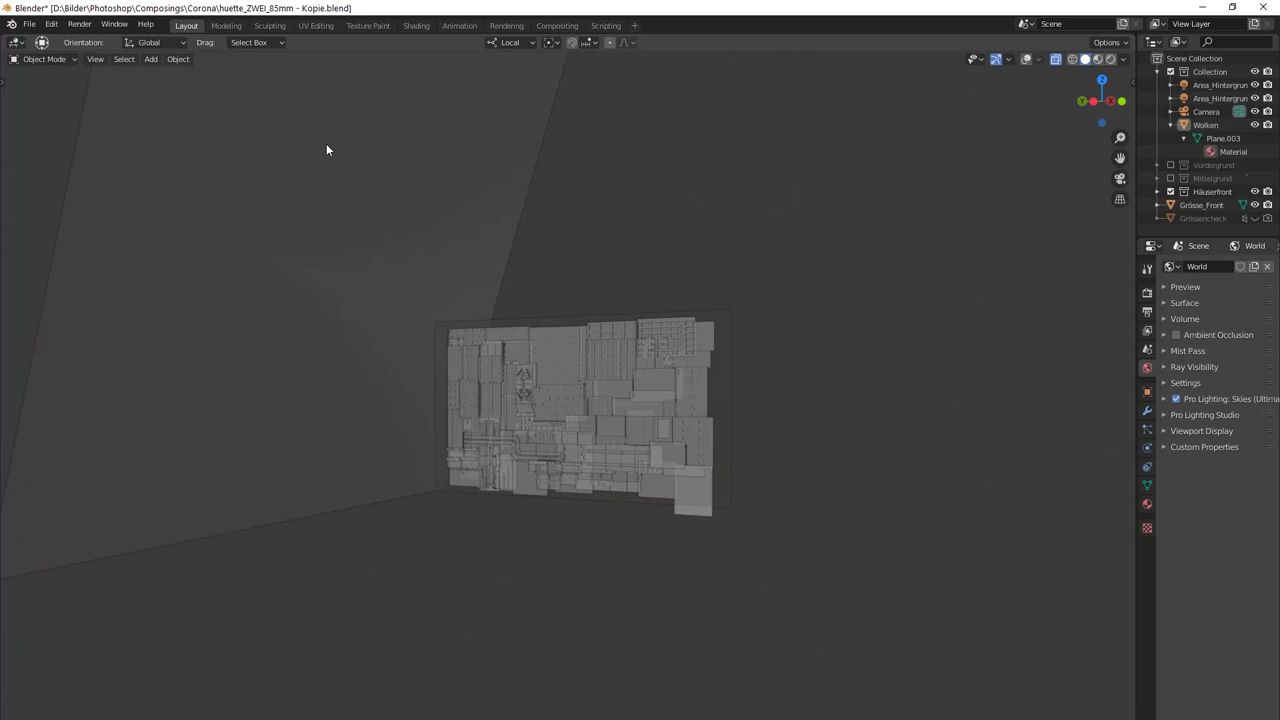 Blender* [D:\Bilder\Photoshop\Composings\Corona\huette_ZWEI_85mm - Kopie.blend]
File Edit Render Window Help Layout Modeling Sculpting UV Editing Texture Paint Shading Animation Rendering Compositing Scripting + Scene View Layer
Orientation: Global Drag: Select Box Local Options
Object Mode View Select Add Object
Scene Collection
Collection
Area_Hintergrun
Area_Hintergrun
Camera
Wolken
Plane.003
Material
Vordergrund
Mittelgrund
Häuserfront
Grösse_Front
Grössencheck
Scene World
World
Preview
Surface
Volume
Ambient Occlusion
Mist Pass
Ray Visibility
Settings
Pro Lighting: Skies (Ultima
Pro Lighting Studio
Viewport Display
Custom Properties
Z
Y X